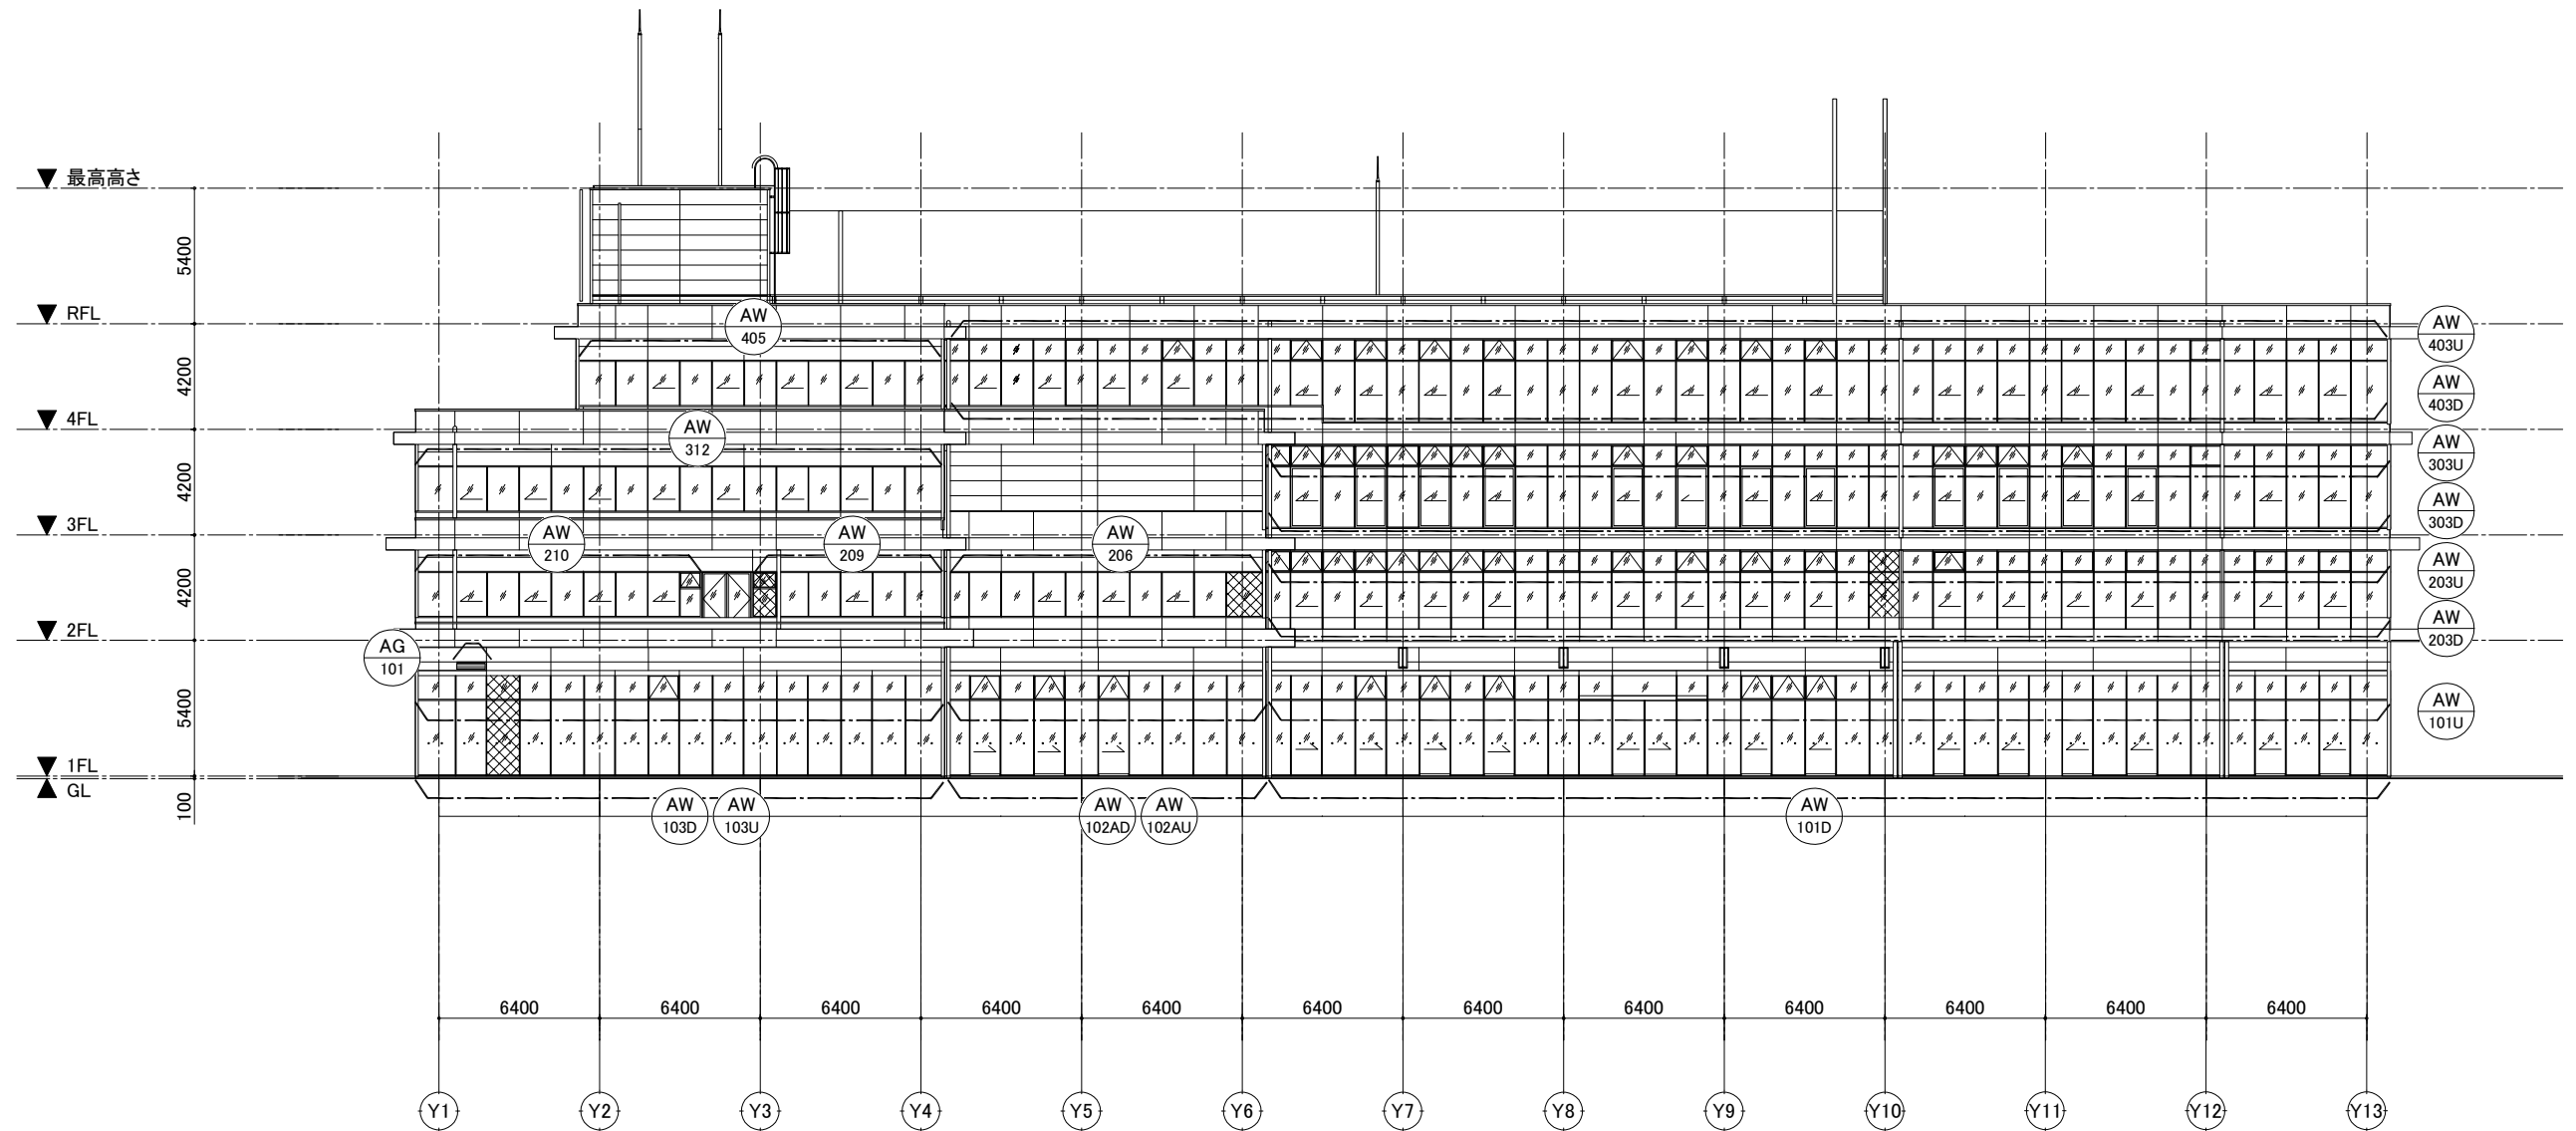 最高高さ
5400
RFL
AW
405
AW
403U
4200
AW
403D
4FL
AW
312
AW
303U
4200
AW
303D
3FL
AW
210
AW
209
AW
206
AW
203U
4200
AW
203D
2FL
AG
101
5400
AW
101U
1FL
GL
100
AW
103D
AW
103U
AW
102AD
AW
102AU
AW
101D
6400 6400 6400 6400 6400 6400 6400 6400 6400 6400 6400 6400
Y1 Y2 Y3 Y4 Y5 Y6 Y7 Y8 Y9 Y10 Y11 Y12 Y13